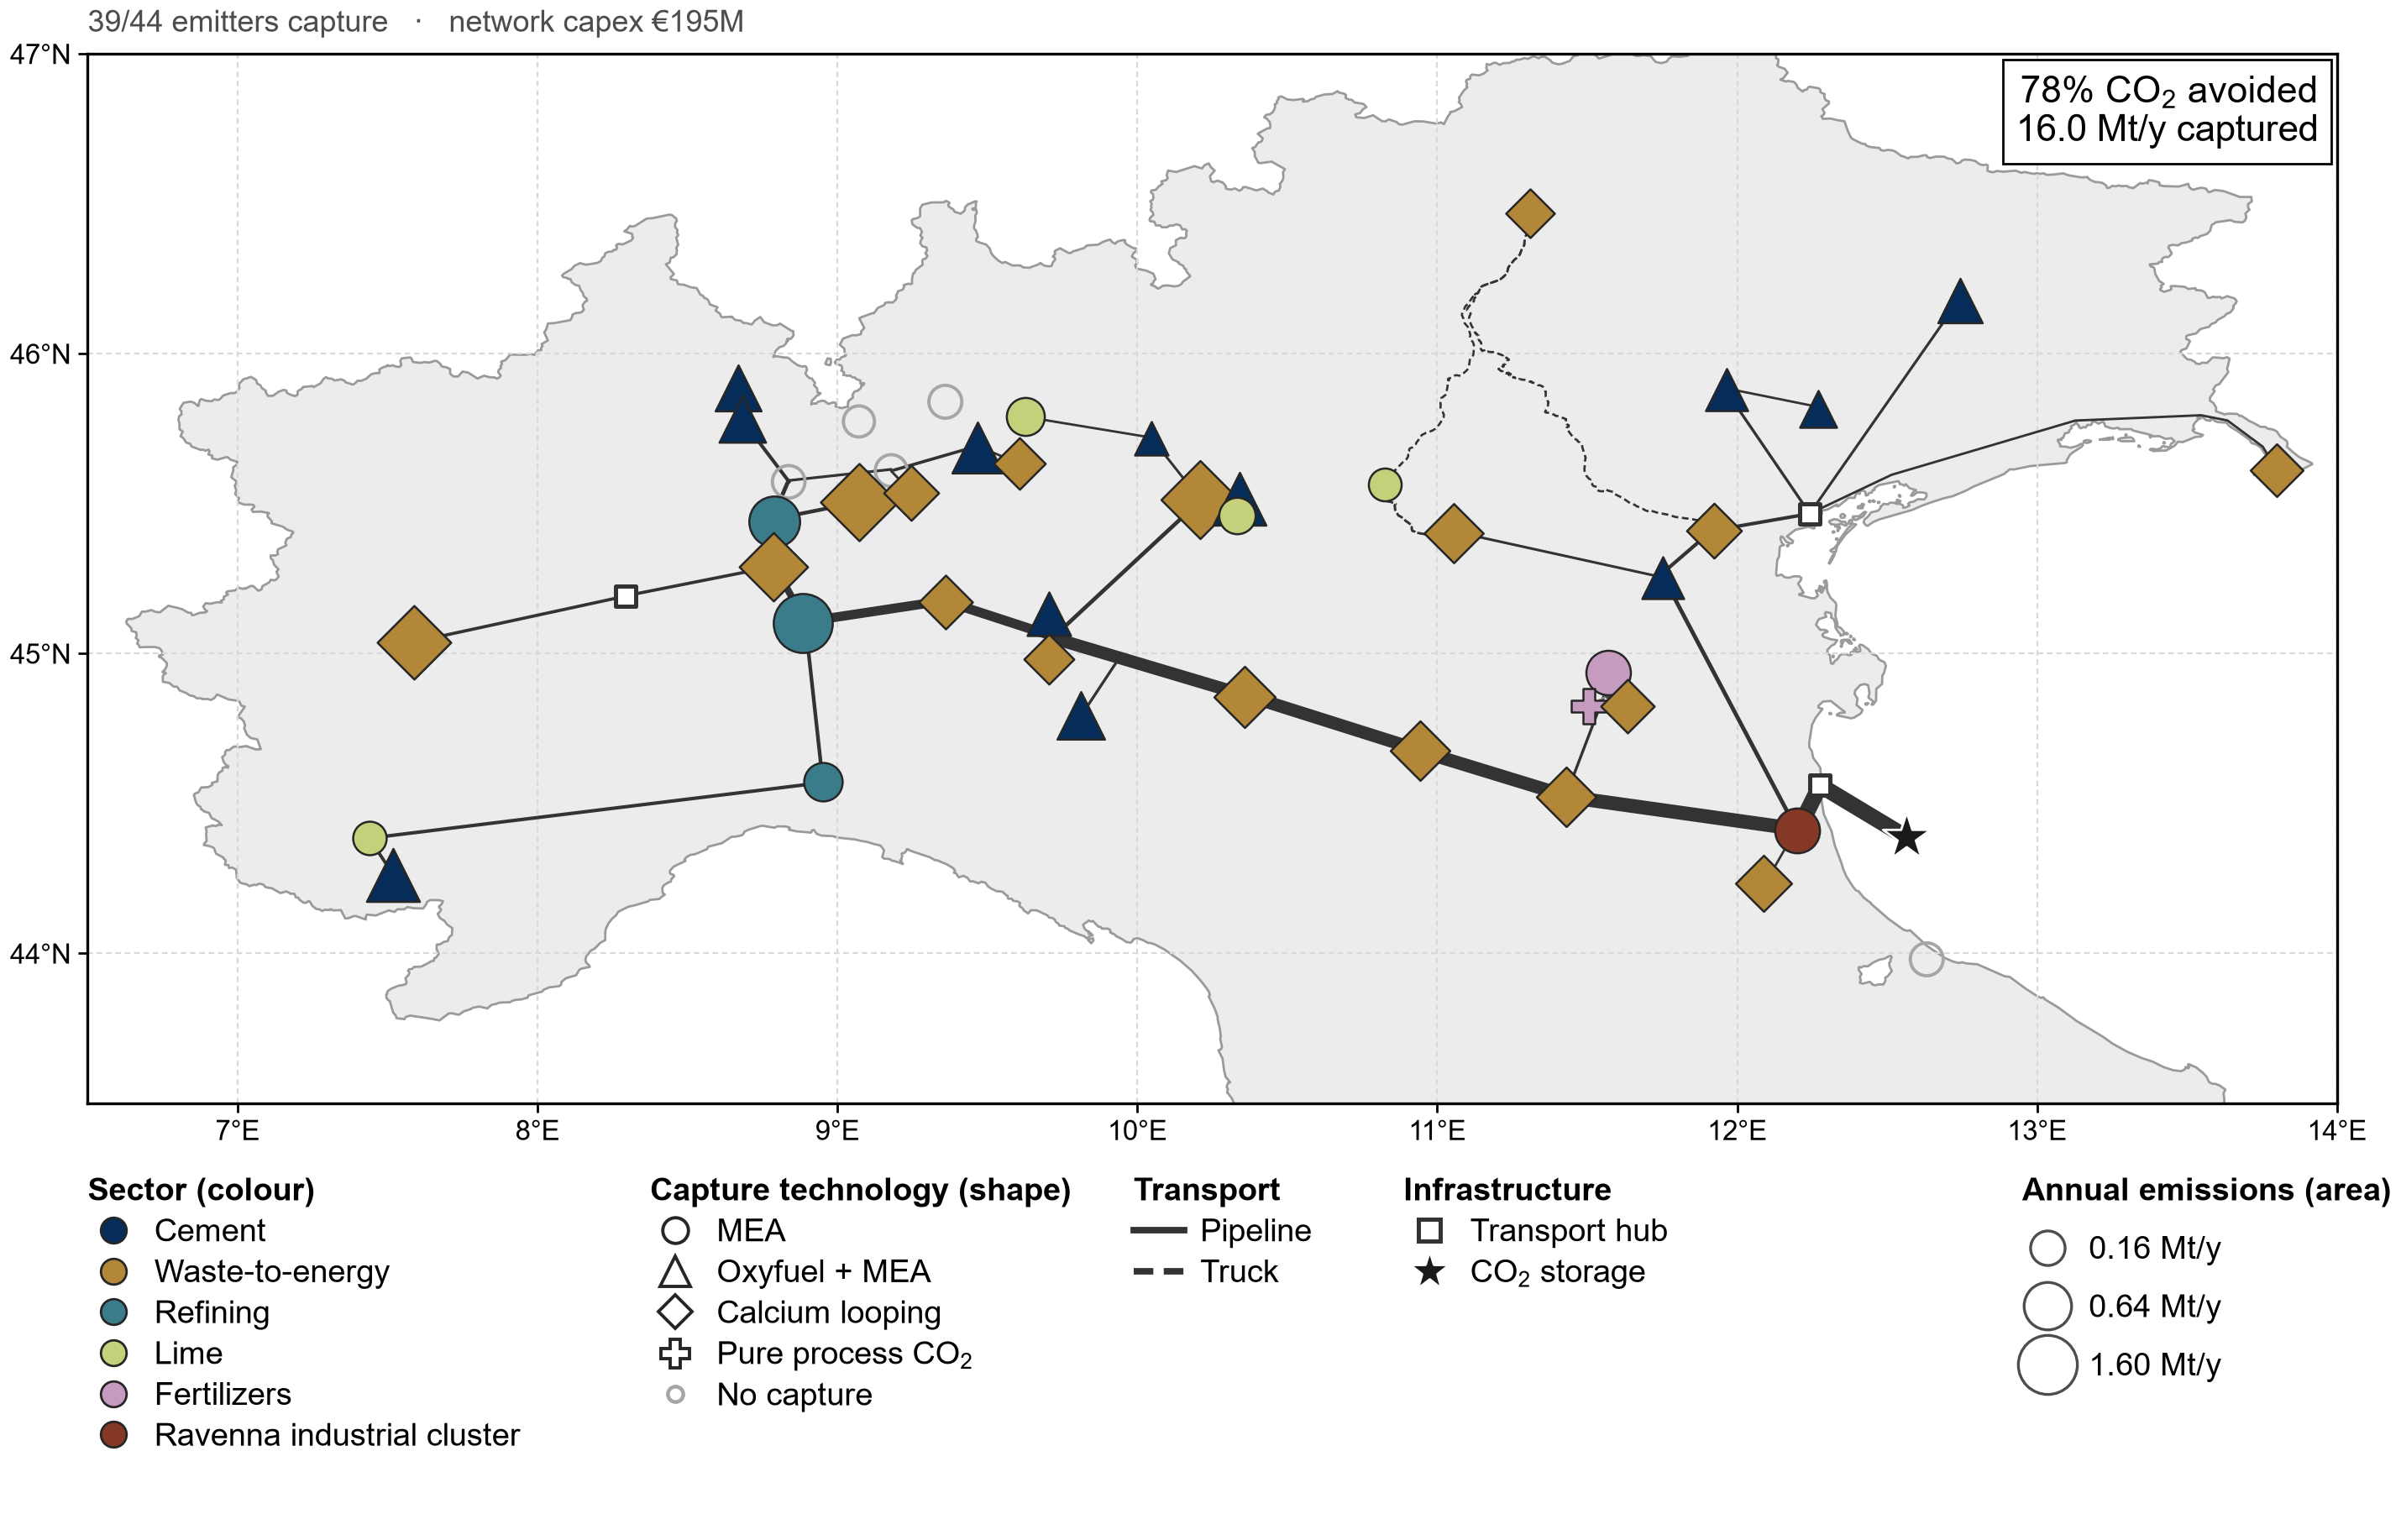 39/44 emitters capture · network capex €195M
47°N
78% CO₂ avoided
16.0 Mt/y captured
46°N
45°N
44°N
7°E 8°E 9°E 10°E 11°E 12°E 13°E 14°E
Sector (colour)
Cement
Waste-to-energy
Refining
Lime
Fertilizers
Ravenna industrial cluster
Capture technology (shape)
MEA
Oxyfuel + MEA
Calcium looping
Pure process CO₂
No capture
Transport
Pipeline
Truck
Infrastructure
Transport hub
CO₂ storage
Annual emissions (area)
0.16 Mt/y
0.64 Mt/y
1.60 Mt/y